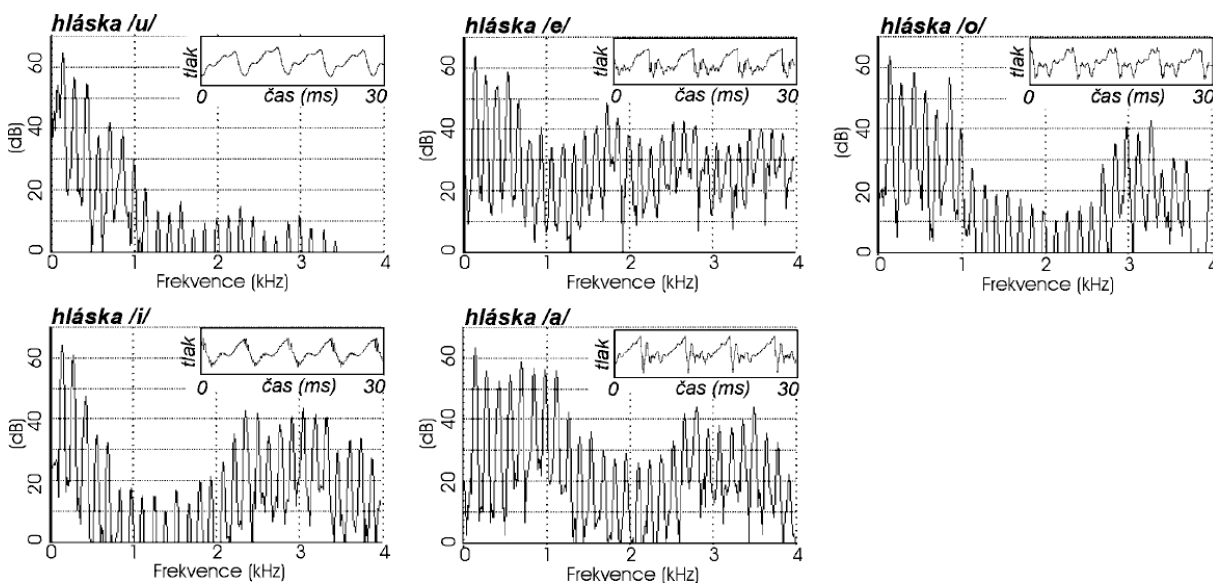 hláska /u/
60
40
20
0
(dB)
tlak
0 čas (ms) 30
0 1 2 3 4
Frekvence (kHz)
hláska /e/
60
40
20
0
(dB)
tlak
0 čas (ms) 30
0 1 2 3 4
Frekvence (kHz)
hláska /o/
60
40
20
0
(dB)
tlak
0 čas (ms) 30
0 1 2 3 4
Frekvence (kHz)
hláska /i/
60
40
20
0
(dB)
tlak
0 čas (ms) 30
0 1 2 3 4
Frekvence (kHz)
hláska /a/
60
40
20
0
(dB)
tlak
0 čas (ms) 30
0 1 2 3 4
Frekvence (kHz)